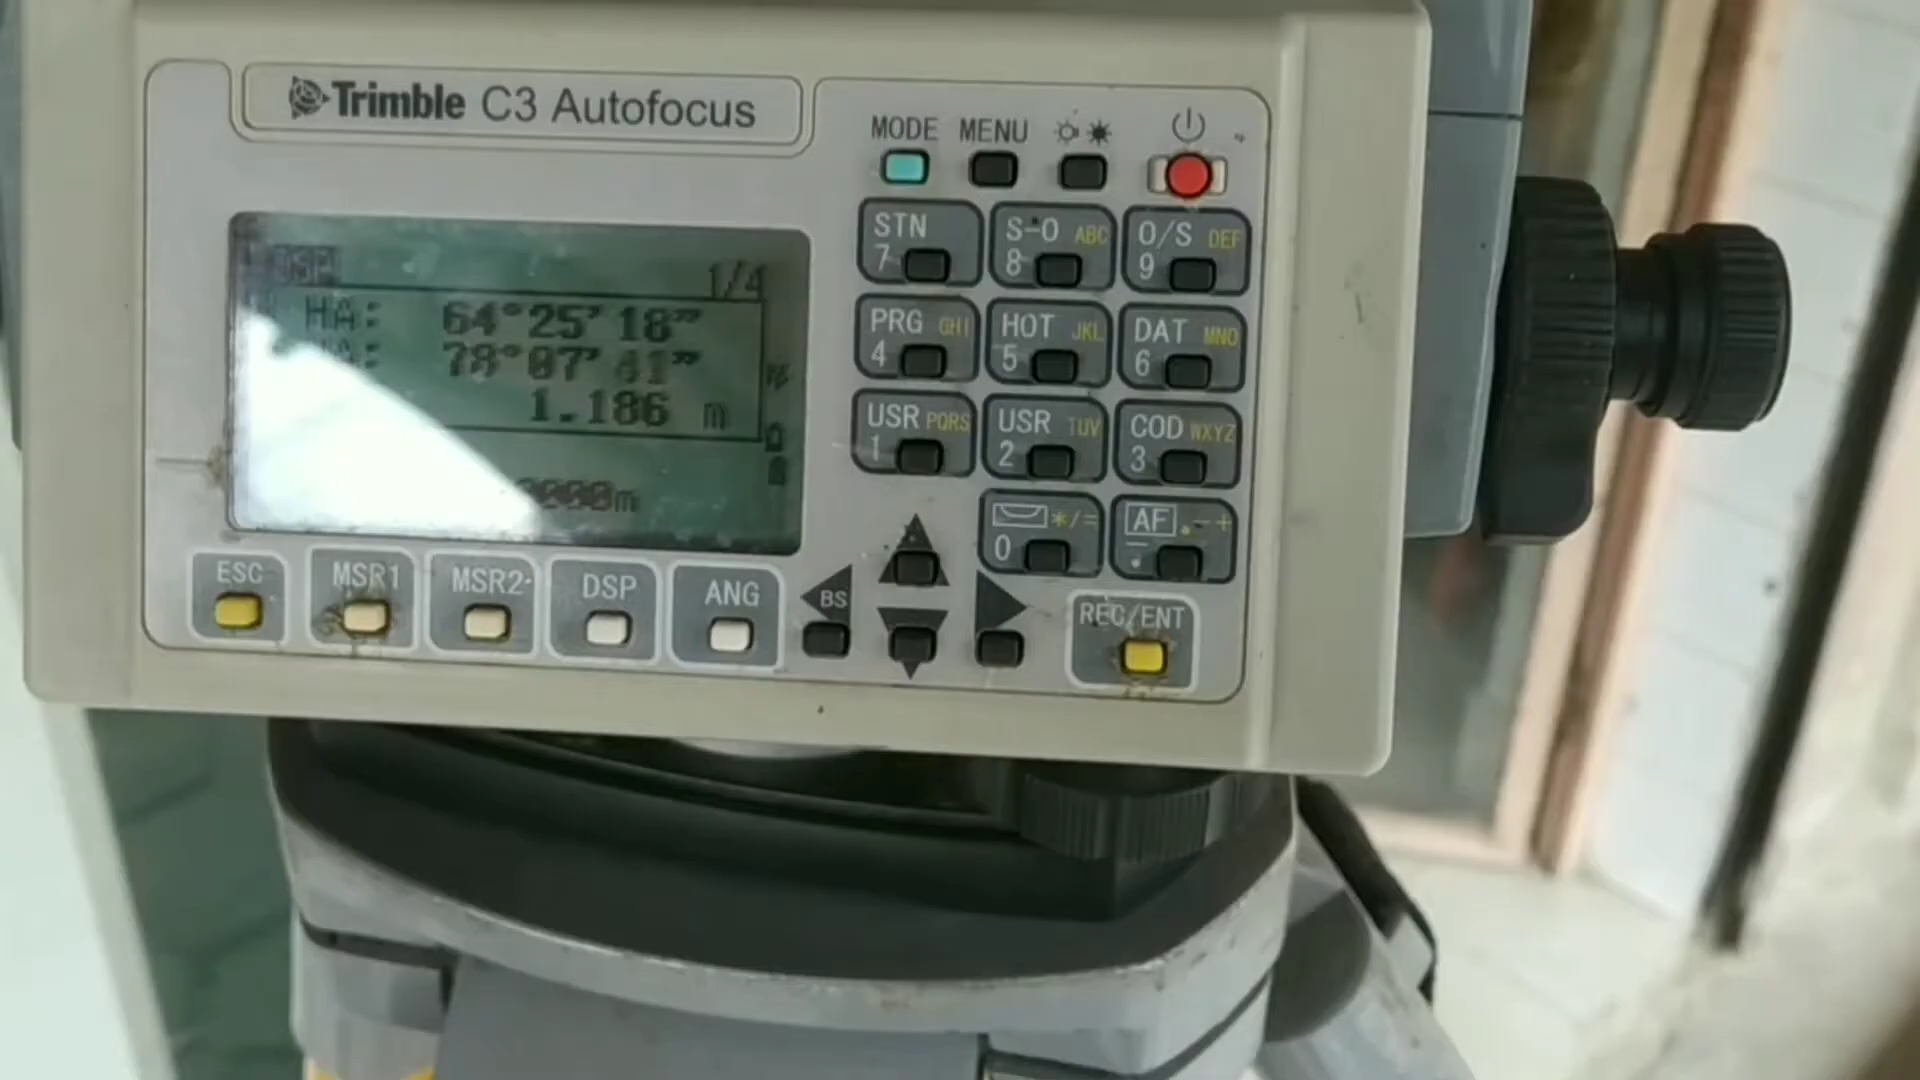 Trimble C3 Autofocus
MODE MENU
1/4
HA: 64°25'18"
A: 78°07'41"
1.186 m
0000m
STN 7
S-O ABC 8
O/S DEF 9
PRG GHI 4
HOT JKL 5
DAT MNO 6
USR PQRS 1
USR TUV 2
COD WXYZ 3
*/= 0
AF .-+
ESC MSR1 MSR2 DSP ANG
BS
REC/ENT